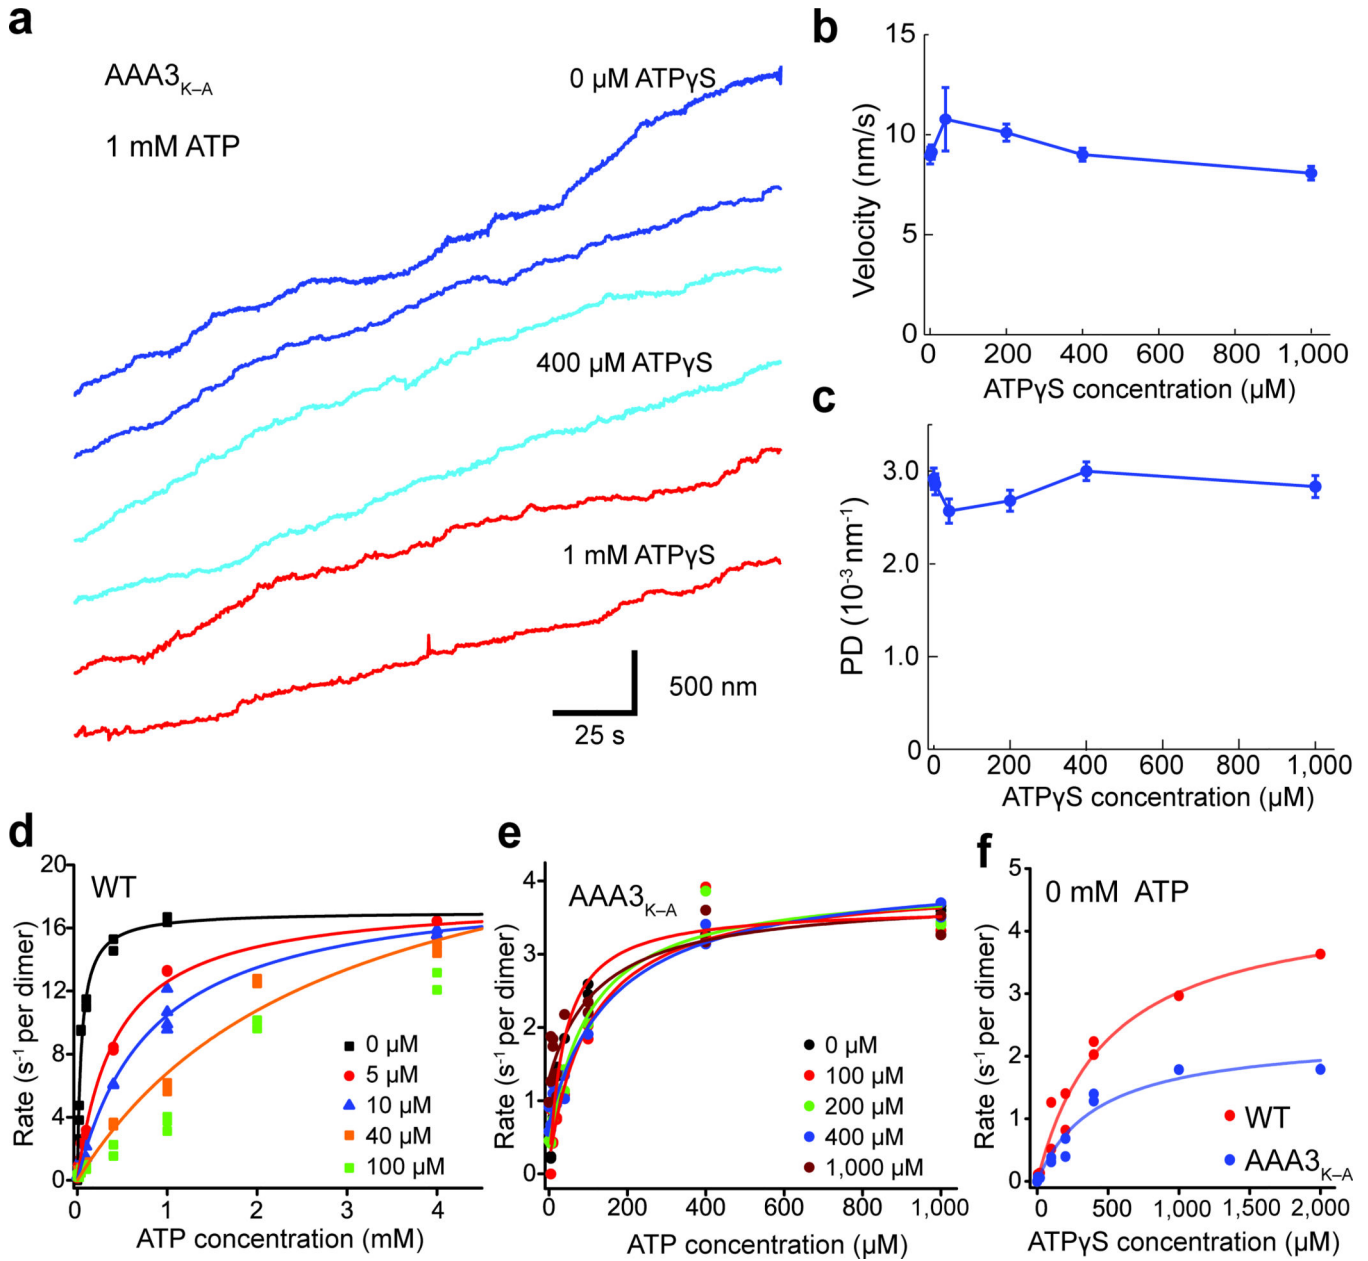 a
AAA3K–A
1 mM ATP
0 µM ATPγS
400 µM ATPγS
1 mM ATPγS
500 nm
25 s
b
Velocity (nm/s)
15
10
5
0
0 200 400 600 800 1,000
ATPγS concentration (µM)
c
PD (10-3 nm-1)
3.0
2.0
1.0
0
0 200 400 600 800 1,000
ATPγS concentration (µM)
d
WT
Rate (s-1 per dimer)
20
16
12
8
4
0
0 µM
5 µM
10 µM
40 µM
100 µM
0 1 2 3 4
ATP concentration (mM)
e
AAA3K–A
Rate (s-1 per dimer)
4
3
2
1
0
0 µM
100 µM
200 µM
400 µM
1,000 µM
0 200 400 600 800 1,000
ATP concentration (µM)
f
0 mM ATP
Rate (s-1 per dimer)
5
4
3
2
1
0
WT
AAA3K–A
0 500 1,000 1,500 2,000
ATPγS concentration (µM)